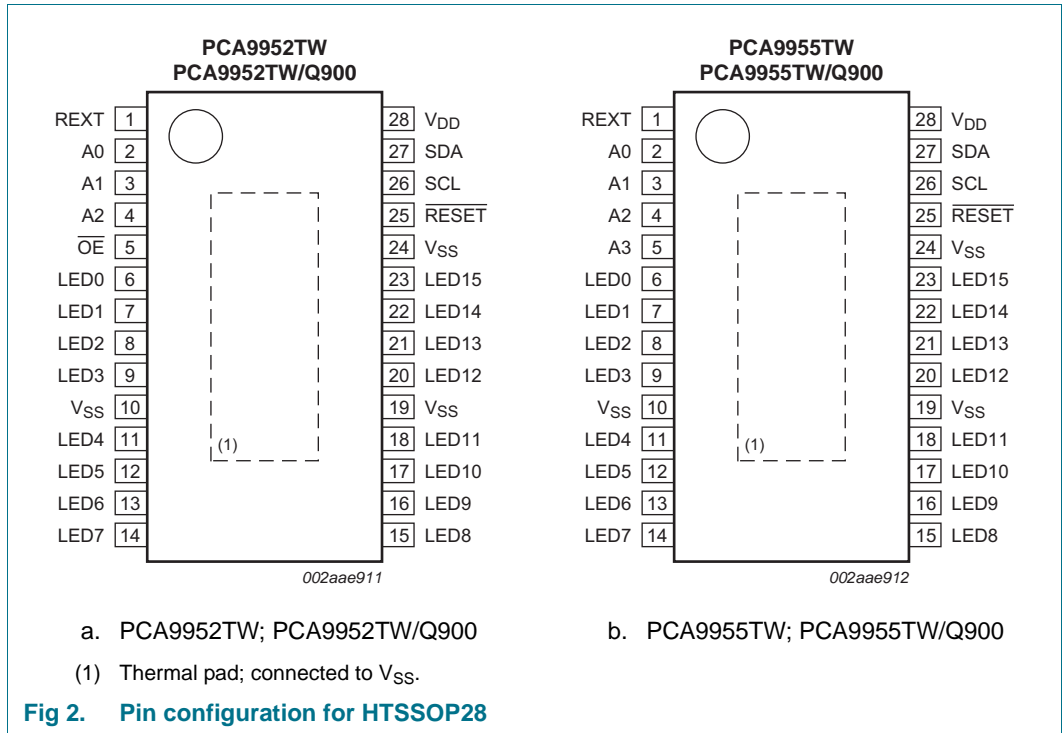 PCA9952TW
PCA9952TW/Q900
REXT 1
A0 2
A1 3
A2 4
OE 5
LED0 6
LED1 7
LED2 8
LED3 9
VSS 10
LED4 11
LED5 12
LED6 13
LED7 14
28 VDD
27 SDA
26 SCL
25 RESET
24 VSS
23 LED15
22 LED14
21 LED13
20 LED12
19 VSS
18 LED11
17 LED10
16 LED9
15 LED8
(1)
002aae911
a. PCA9952TW; PCA9952TW/Q900
PCA9955TW
PCA9955TW/Q900
REXT 1
A0 2
A1 3
A2 4
A3 5
LED0 6
LED1 7
LED2 8
LED3 9
VSS 10
LED4 11
LED5 12
LED6 13
LED7 14
28 VDD
27 SDA
26 SCL
25 RESET
24 VSS
23 LED15
22 LED14
21 LED13
20 LED12
19 VSS
18 LED11
17 LED10
16 LED9
15 LED8
(1)
002aae912
b. PCA9955TW; PCA9955TW/Q900
(1) Thermal pad; connected to VSS.
Fig 2. Pin configuration for HTSSOP28